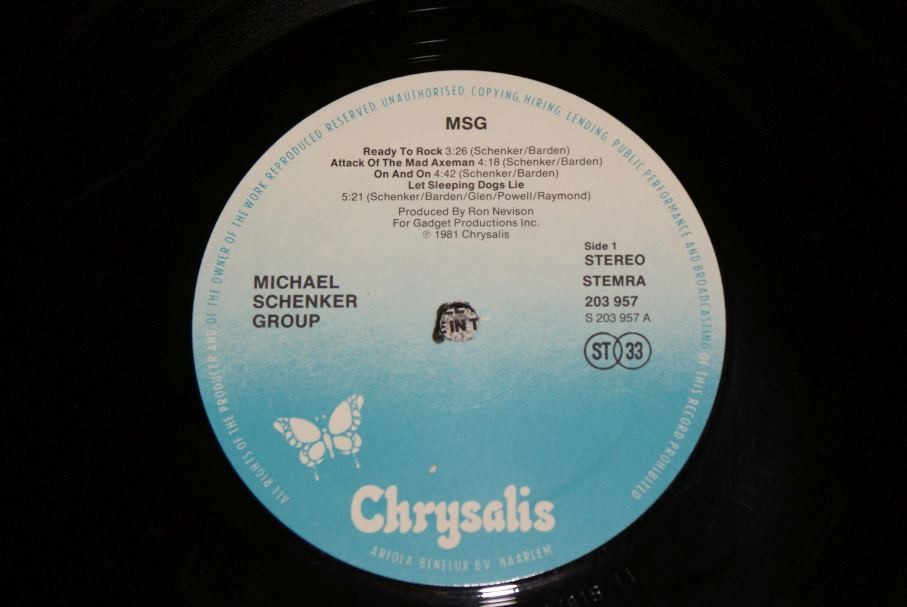 ALL RIGHTS OF THE PRODUCER AND OF THE OWNER OF THE WORK REPRODUCED RESERVED. UNAUTHORISED COPYING, HIRING, LENDING, PUBLIC PERFORMANCE AND BROADCASTING OF THIS RECORD PROHIBITED
MSG
Ready To Rock 3:26 (Schenker/Barden)
Attack Of The Mad Axeman 4:18 (Schenker/Barden)
On And On 4:42 (Schenker/Barden)
Let Sleeping Dogs Lie
5:21 (Schenker/Barden/Glen/Powell/Raymond)
Produced By Ron Nevison
For Gadget Productions Inc.
℗ 1981 Chrysalis
MICHAEL
SCHENKER
GROUP
Side 1
STEREO
STEMRA
203 957
S 203 957 A
ST 33
IN
Chrysalis
ARIOLA-BENELUX B.V. HAARLEM